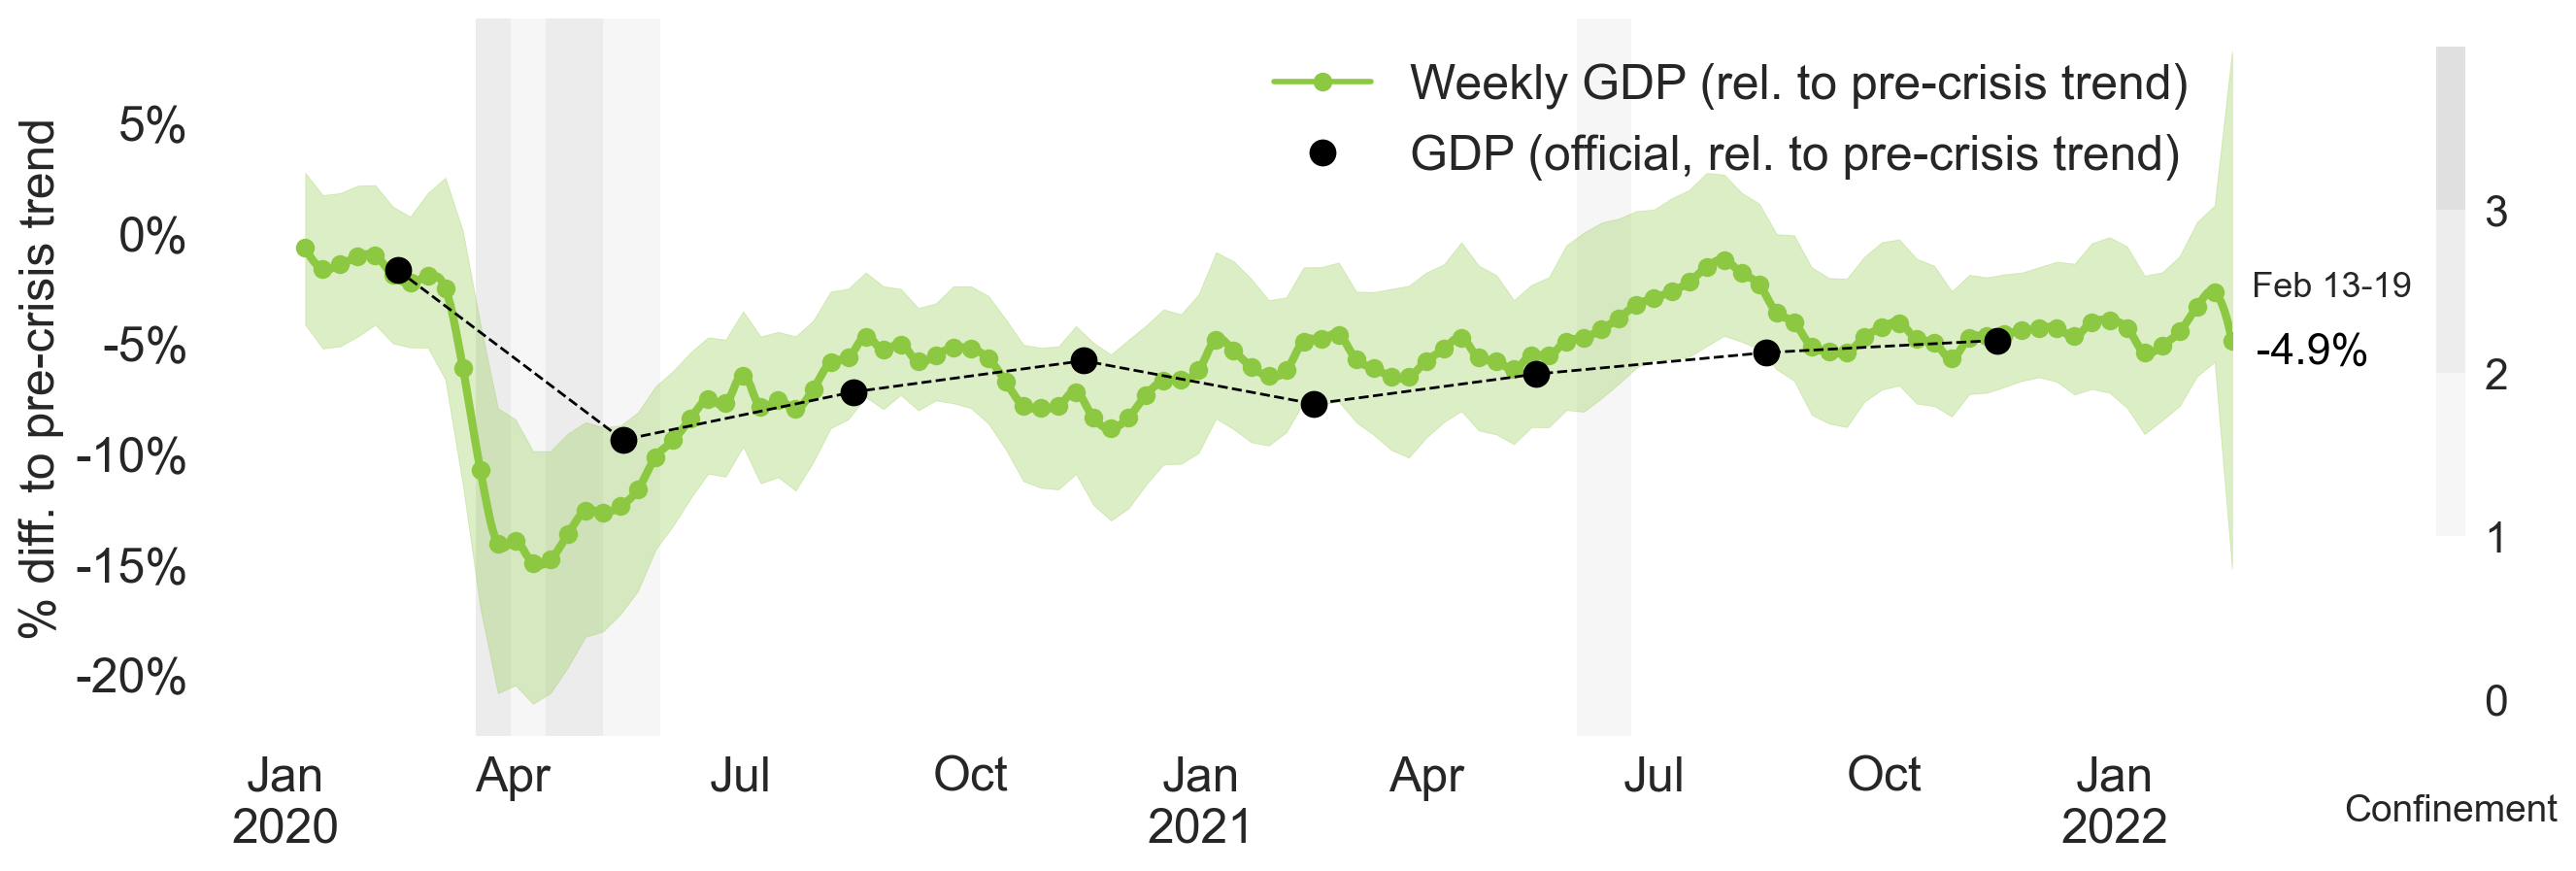 Weekly GDP (rel. to pre-crisis trend)
GDP (official, rel. to pre-crisis trend)
% diff. to pre-crisis trend
5%
0%
-5%
-10%
-15%
-20%
Feb 13-19
-4.9%
3
2
1
0
Jan Apr Jul Oct Jan Apr Jul Oct Jan
2020 2021 2022
Confinement